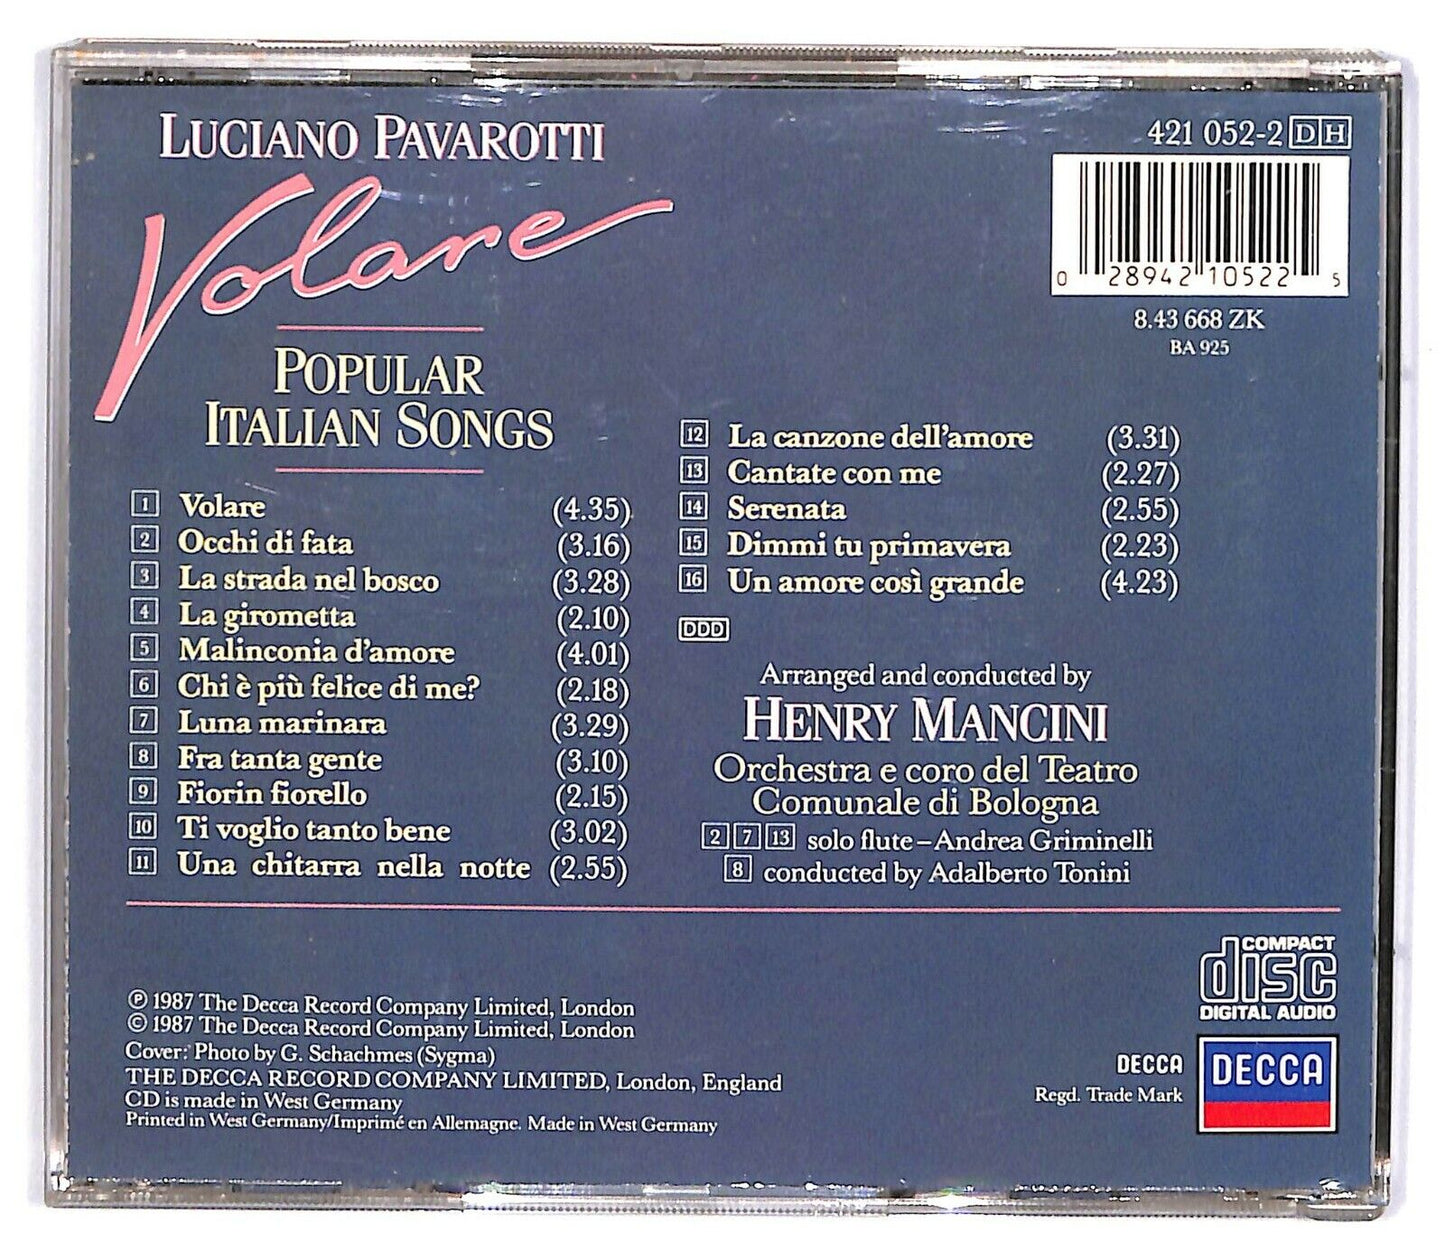 LUCIANO PAVAROTTI
Volare
POPULAR
ITALIAN SONGS
1 Volare (4.35)
2 Occhi di fata (3.16)
3 La strada nel bosco (3.28)
4 La girometta (2.10)
5 Malinconia d'amore (4.01)
6 Chi è più felice di me? (2.18)
7 Luna marinara (3.29)
8 Fra tanta gente (3.10)
9 Fiorin fiorello (2.15)
10 Ti voglio tanto bene (3.02)
11 Una chitarra nella notte (2.55)
421 052-2 DH
0 28942 10522 5
8.43 668 ZK
BA 925
12 La canzone dell'amore (3.31)
13 Cantate con me (2.27)
14 Serenata (2.55)
15 Dimmi tu primavera (2.23)
16 Un amore così grande (4.23)
DDD
Arranged and conducted by
HENRY MANCINI
Orchestra e coro del Teatro
Comunale di Bologna
2 7 13 solo flute – Andrea Griminelli
8 conducted by Adalberto Tonini
℗ 1987 The Decca Record Company Limited, London
© 1987 The Decca Record Company Limited, London
Cover: Photo by G. Schachmes (Sygma)
THE DECCA RECORD COMPANY LIMITED, London, England
CD is made in West Germany
Printed in West Germany/Imprimé en Allemagne. Made in West Germany
COMPACT
disc
DIGITAL AUDIO
DECCA
Regd. Trade Mark
DECCA